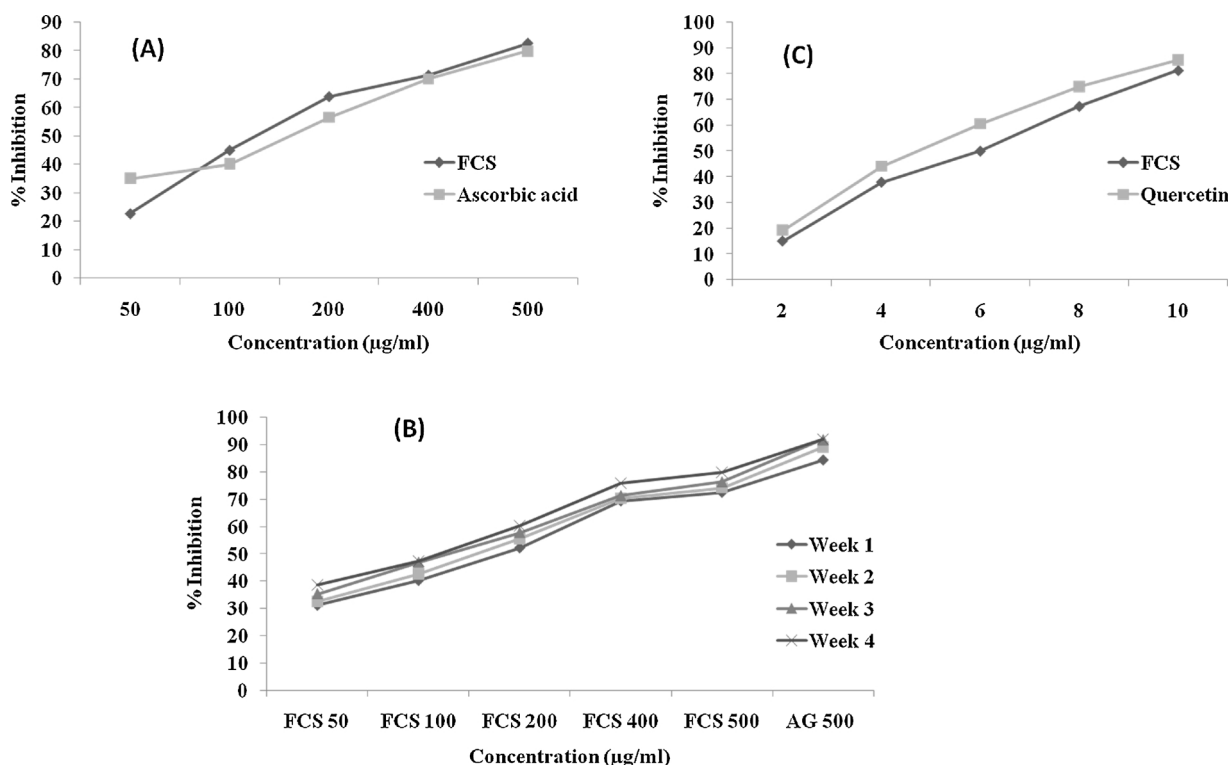 (A)
% Inhibition
90
80
70
60
50
40
30
20
10
0
FCS
Ascorbic acid
50 100 200 400 500
Concentration (µg/ml)
(C)
% Inhibition
100
90
80
70
60
50
40
30
20
10
0
FCS
Quercetin
2 4 6 8 10
Concentration (µg/ml)
(B)
% Inhibition
100
90
80
70
60
50
40
30
20
10
0
Week 1
Week 2
Week 3
Week 4
FCS 50 FCS 100 FCS 200 FCS 400 FCS 500 AG 500
Concentration (µg/ml)